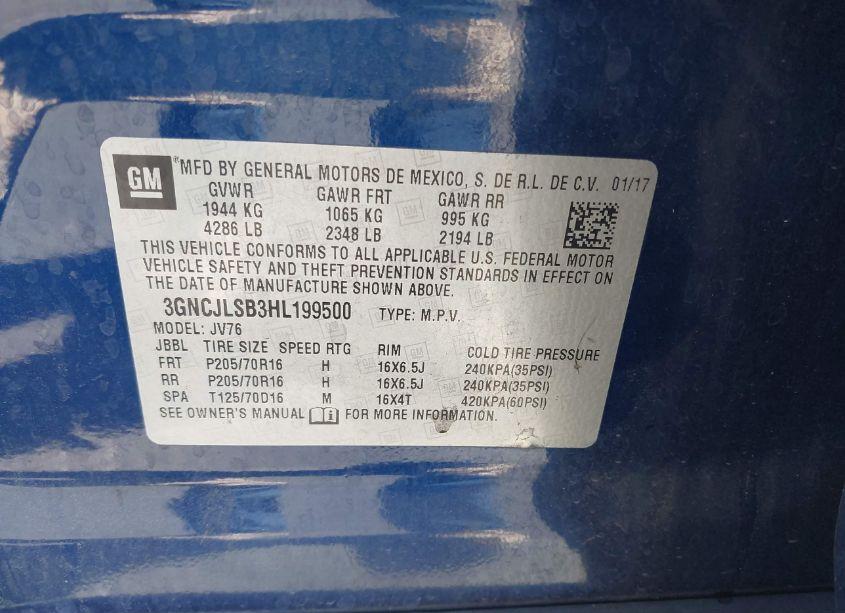 GM ® MFD BY GENERAL MOTORS DE MEXICO, S. DE R.L. DE C.V. 01/17
GVWR GAWR FRT GAWR RR
1944 KG 1065 KG 995 KG
4286 LB 2348 LB 2194 LB
THIS VEHICLE CONFORMS TO ALL APPLICABLE U.S. FEDERAL MOTOR
VEHICLE SAFETY AND THEFT PREVENTION STANDARDS IN EFFECT ON
THE DATE OF MANUFACTURE SHOWN ABOVE.
3GNCJLSB3HL199500 TYPE: M.P.V.
MODEL: JV76
JBBL TIRE SIZE SPEED RTG RIM COLD TIRE PRESSURE
FRT P205/70R16 H 16X6.5J 240KPA(35PSI)
RR P205/70R16 H 16X6.5J 240KPA(35PSI)
SPA T125/70D16 M 16X4T 420KPA(60PSI)
SEE OWNER'S MANUAL FOR MORE INFORMATION.